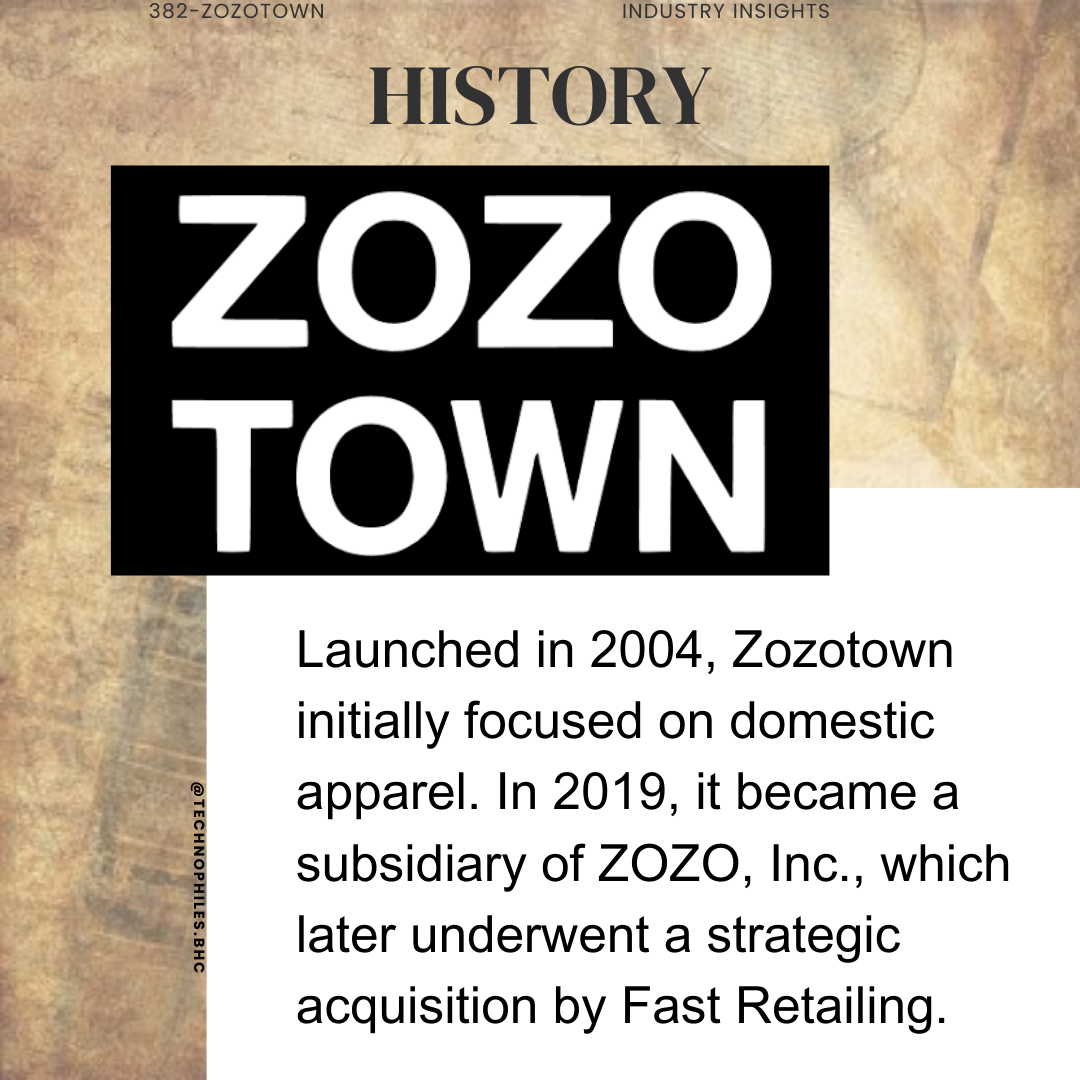 382-ZOZOTOWN
INDUSTRY INSIGHTS
HISTORY
ZOZO
TOWN
Launched in 2004, Zozotown
initially focused on domestic
apparel. In 2019, it became a
subsidiary of ZOZO, Inc., which
later underwent a strategic
acquisition by Fast Retailing.
@TECHNOPHILES.BHC